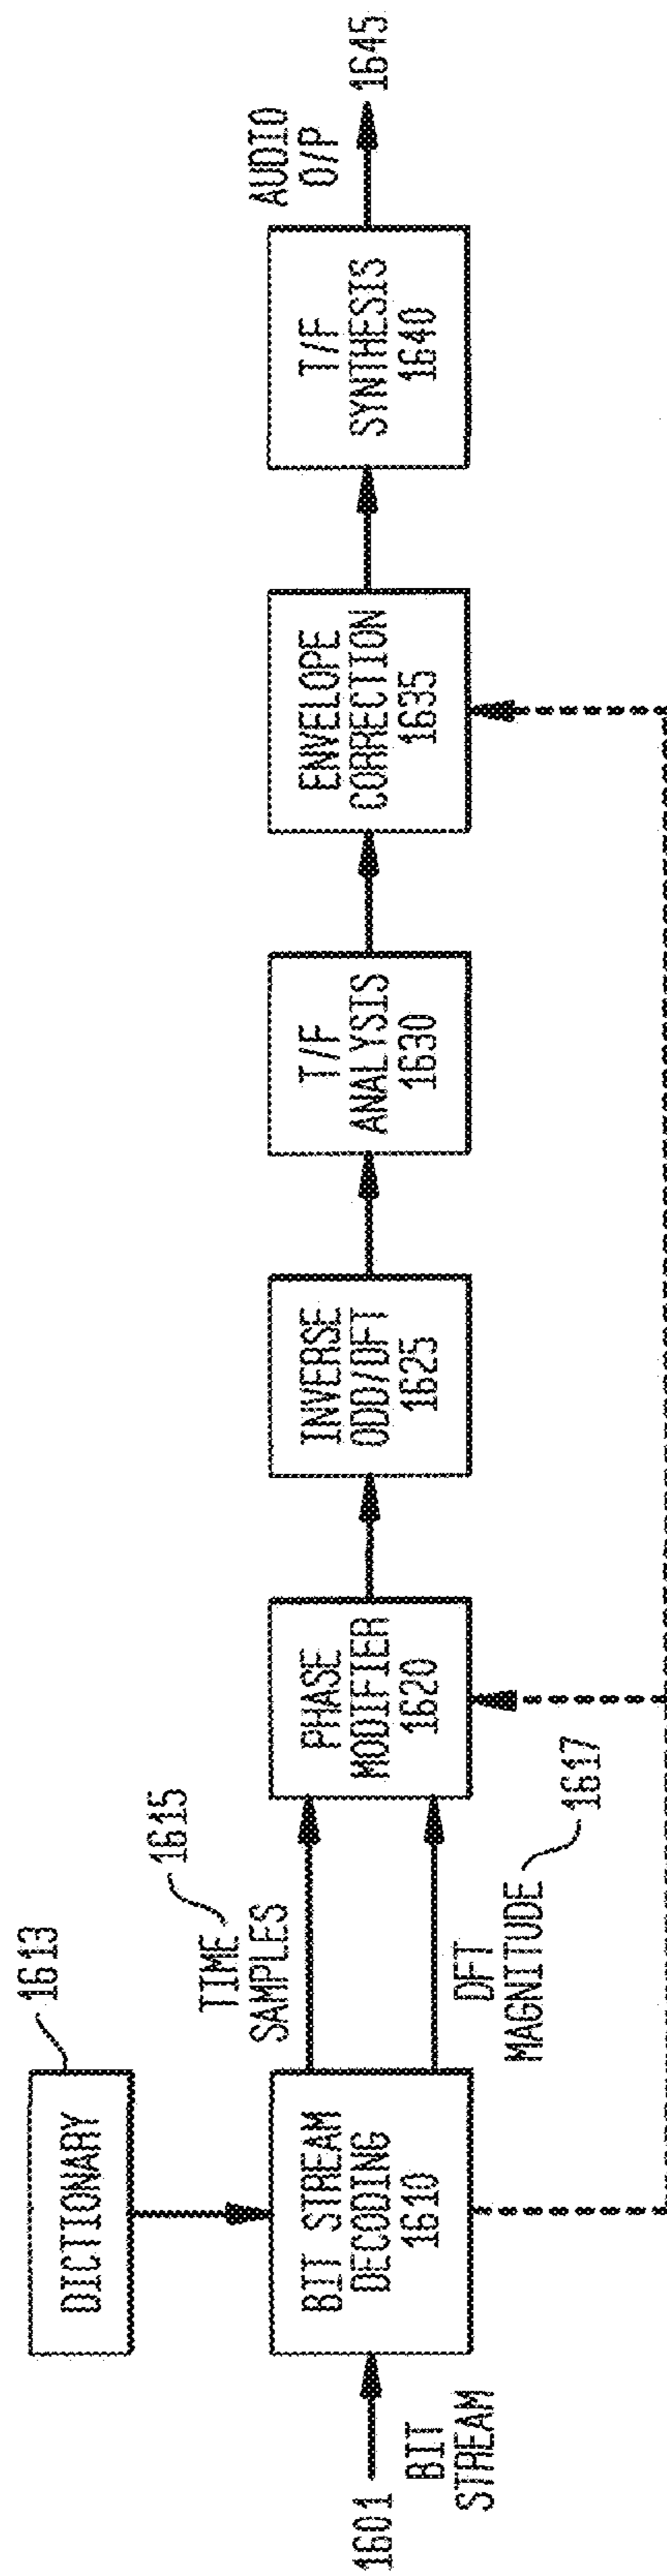 DICTIONARY
1613
1601
BIT
STREAM
BIT STREAM
DECODING
1610
TIME
SAMPLES
1615
DFT
MAGNITUDE
1617
PHASE
MODIFIER
1620
INVERSE
ODD/DFT
1625
T/F
ANALYSIS
1630
ENVELOPE
CORRECTION
1635
T/F
SYNTHESIS
1640
AUDIO
O/P
1645